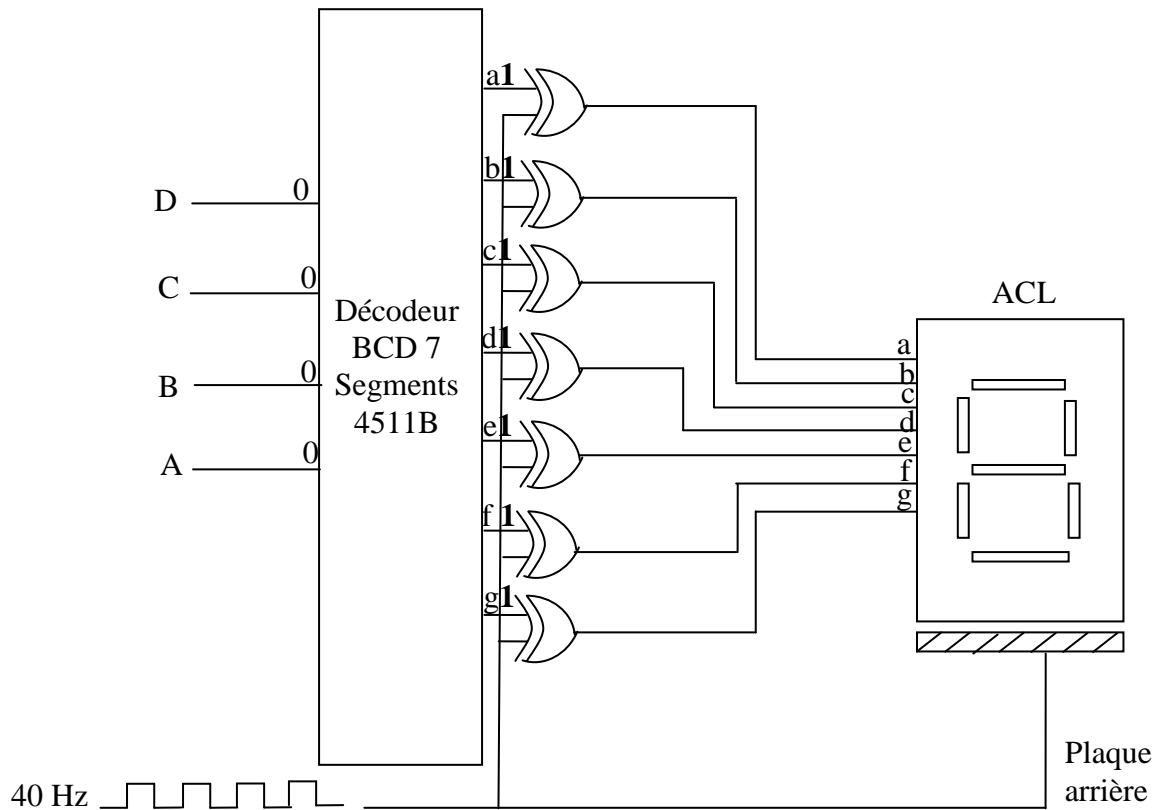 a1
b1
D 0
c1
C 0
ACL
Décodeur
BCD 7
Segments
4511B
d1
a
b
c
d
e
f
g
B 0
e1
A 0
f 1
g1
Plaque
arrière
40 Hz